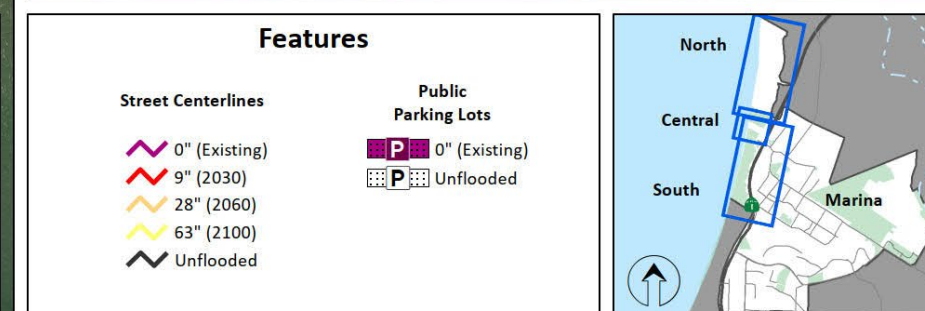 Features
Street Centerlines
0" (Existing)
9" (2030)
28" (2060)
63" (2100)
Unflooded
Public
Parking Lots
P 0" (Existing)
P Unflooded
North
Central
South
Marina
1